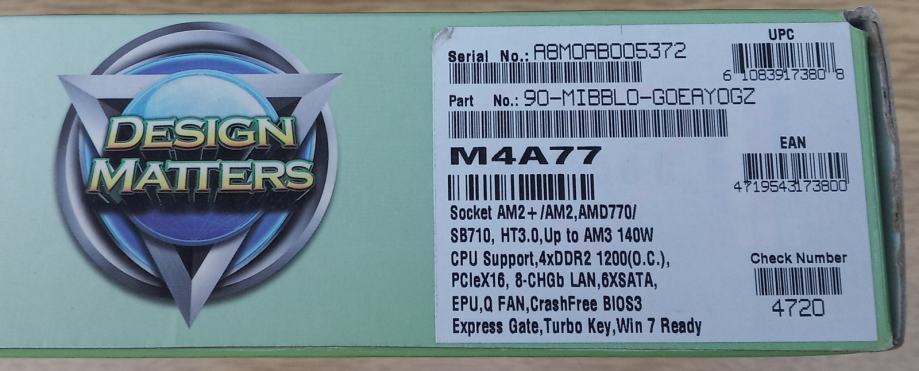 DESIGN
MATTERS
Serial No.: A8M0AB005372
Part No.: 90-MIBBL0-G0EAY0GZ
M4A77
Socket AM2+/AM2,AMD770/
SB710, HT3.0,Up to AM3 140W
CPU Support,4xDDR2 1200(O.C.),
PCIeX16, 8-CHGb LAN,6XSATA,
EPU,Q FAN,CrashFree BIOS3
Express Gate,Turbo Key,Win 7 Ready
UPC
6 1083917380 8
EAN
4719543173800
Check Number
4720